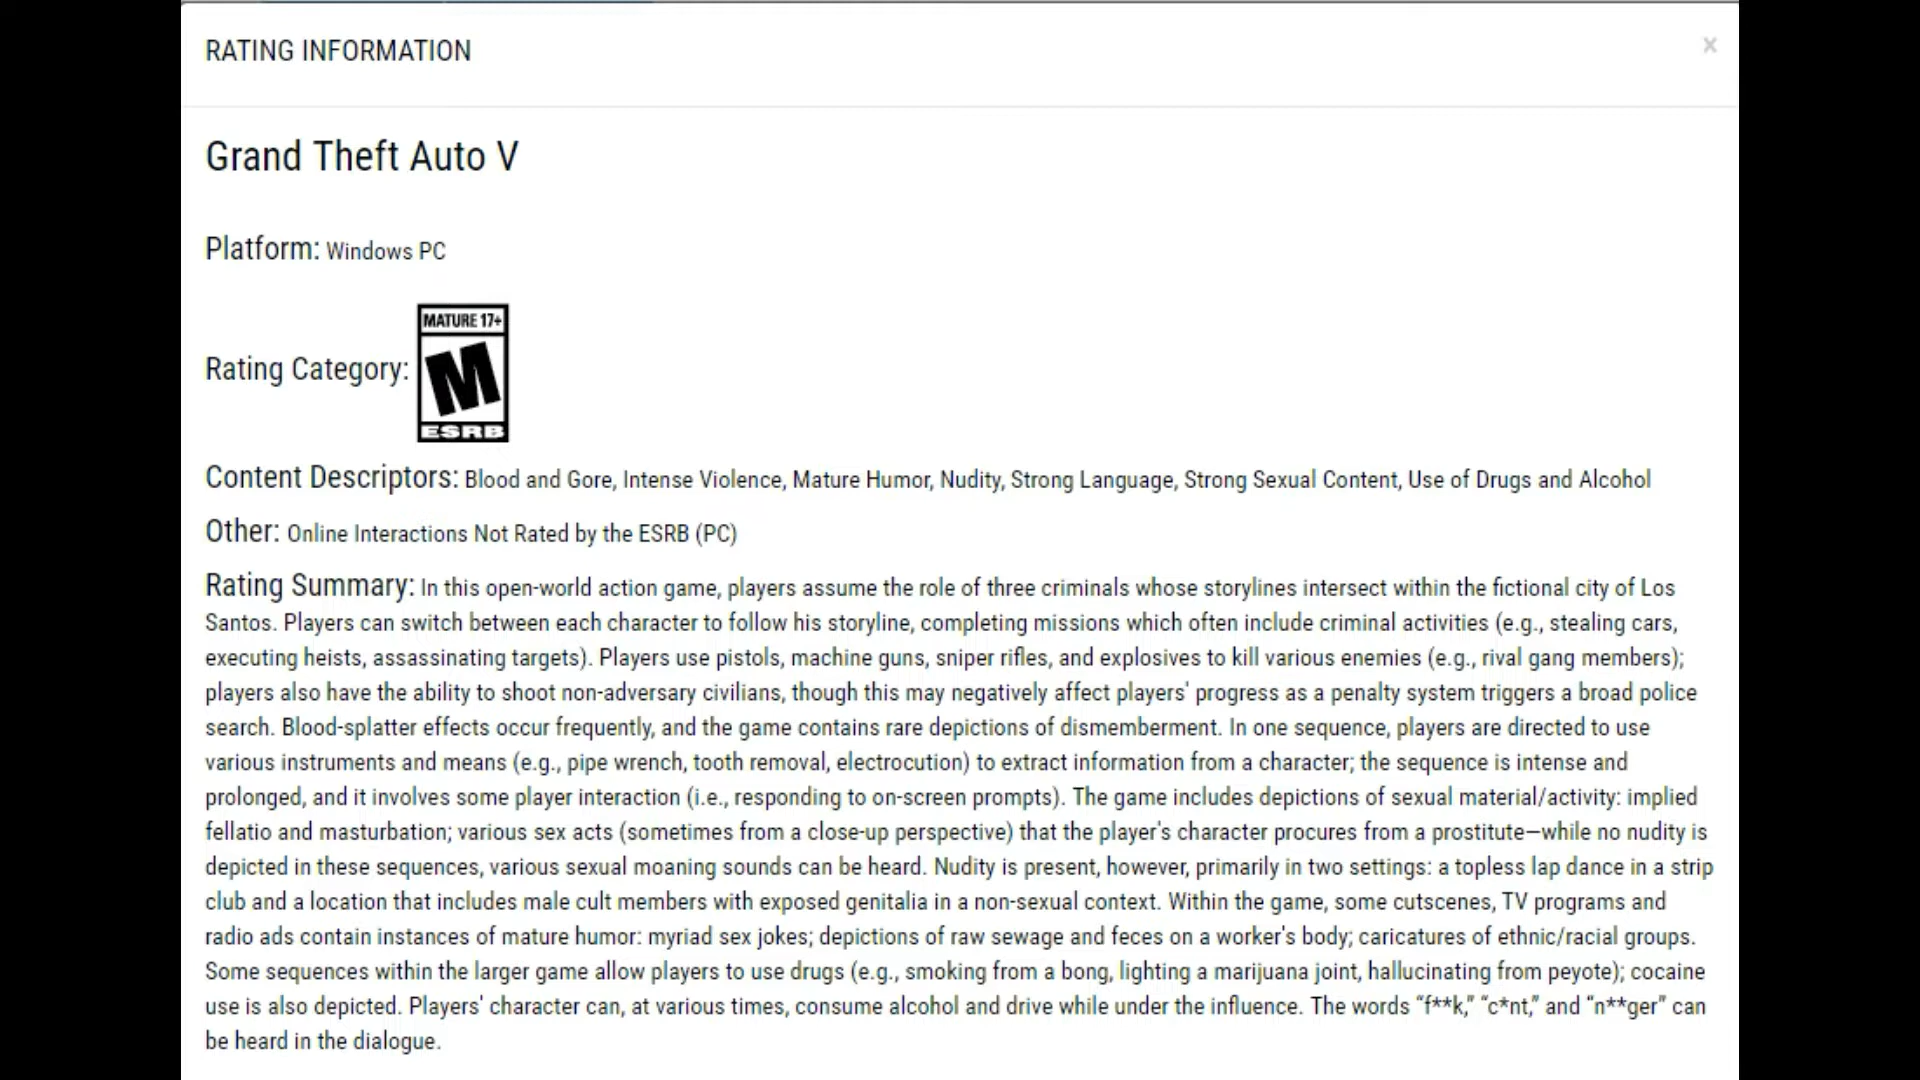 RATING INFORMATION
×
Grand Theft Auto V
Platform: Windows PC
MATURE 17+
Rating Category:
M
ESRB
Content Descriptors: Blood and Gore, Intense Violence, Mature Humor, Nudity, Strong Language, Strong Sexual Content, Use of Drugs and Alcohol
Other: Online Interactions Not Rated by the ESRB (PC)
Rating Summary: In this open-world action game, players assume the role of three criminals whose storylines intersect within the fictional city of Los
Santos. Players can switch between each character to follow his storyline, completing missions which often include criminal activities (e.g., stealing cars,
executing heists, assassinating targets). Players use pistols, machine guns, sniper rifles, and explosives to kill various enemies (e.g., rival gang members);
players also have the ability to shoot non-adversary civilians, though this may negatively affect players' progress as a penalty system triggers a broad police
search. Blood-splatter effects occur frequently, and the game contains rare depictions of dismemberment. In one sequence, players are directed to use
various instruments and means (e.g., pipe wrench, tooth removal, electrocution) to extract information from a character; the sequence is intense and
prolonged, and it involves some player interaction (i.e., responding to on-screen prompts). The game includes depictions of sexual material/activity: implied
fellatio and masturbation; various sex acts (sometimes from a close-up perspective) that the player's character procures from a prostitute—while no nudity is
depicted in these sequences, various sexual moaning sounds can be heard. Nudity is present, however, primarily in two settings: a topless lap dance in a strip
club and a location that includes male cult members with exposed genitalia in a non-sexual context. Within the game, some cutscenes, TV programs and
radio ads contain instances of mature humor: myriad sex jokes; depictions of raw sewage and feces on a worker's body; caricatures of ethnic/racial groups.
Some sequences within the larger game allow players to use drugs (e.g., smoking from a bong, lighting a marijuana joint, hallucinating from peyote); cocaine
use is also depicted. Players' character can, at various times, consume alcohol and drive while under the influence. The words “f**k,” “c*nt,” and “n**ger” can
be heard in the dialogue.